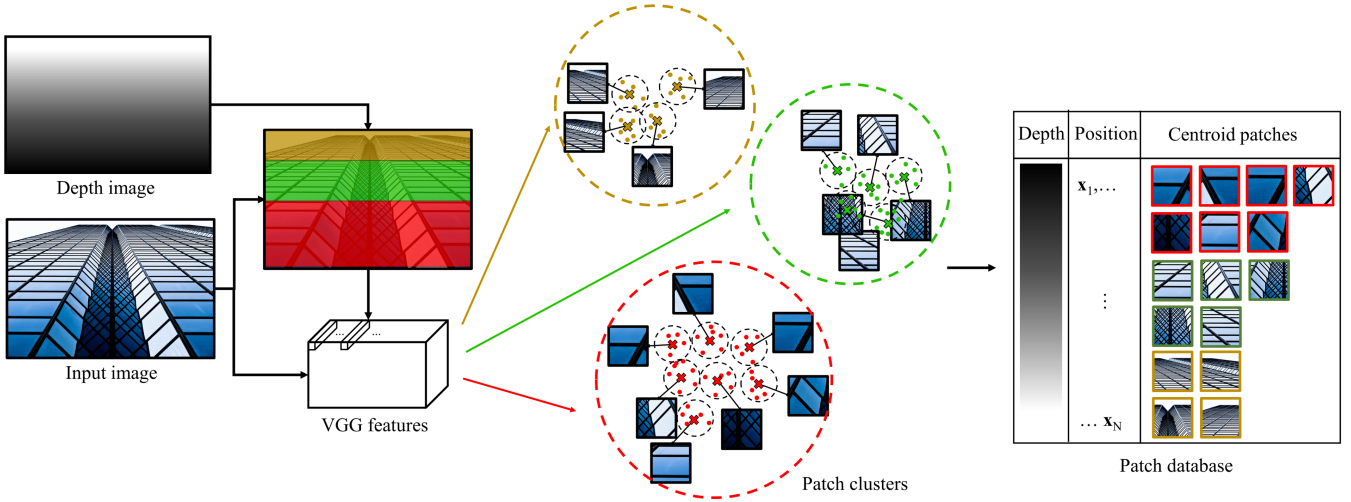 Depth image
Input image
... ...
VGG features
Patch clusters
Depth Position Centroid patches
x1,...
⋮
... xN
Patch database